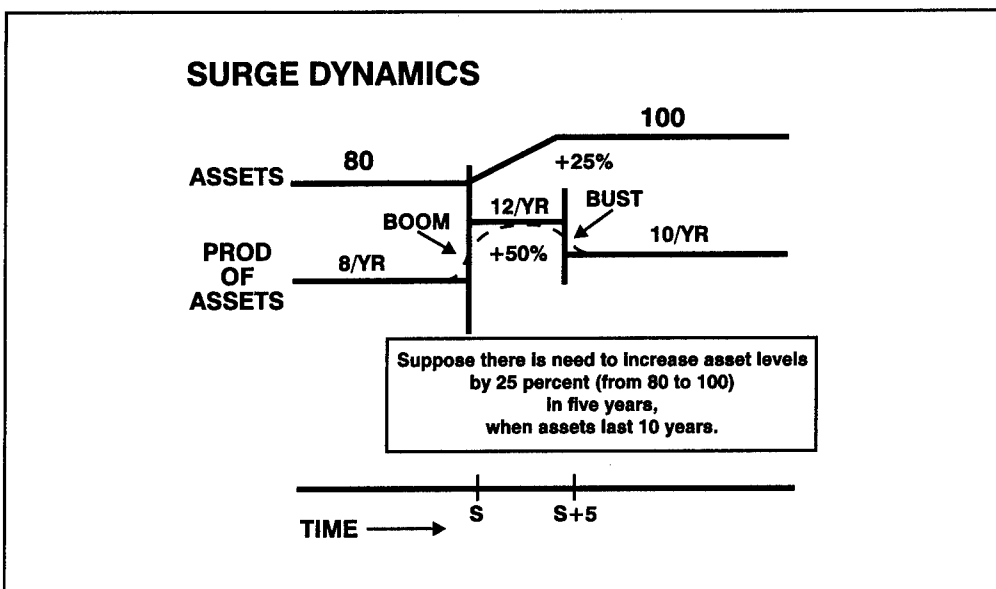 SURGE DYNAMICS
100
80
ASSETS
+25%
12/YR
BUST
BOOM
10/YR
PROD
OF
ASSETS
8/YR
+50%
Suppose there is need to increase asset levels
by 25 percent (from 80 to 100)
in five years,
when assets last 10 years.
S
S+5
TIME